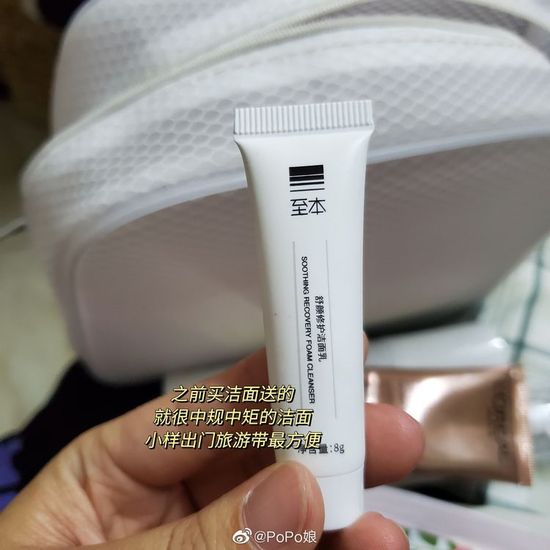 至本
舒颜修护洁面乳
SOOTHING RECOVERY FOAM CLEANSER
之前买洁面送的
就很中规中矩的洁面
小样出门旅游带最方便
净含量:8g
@PoPo娘